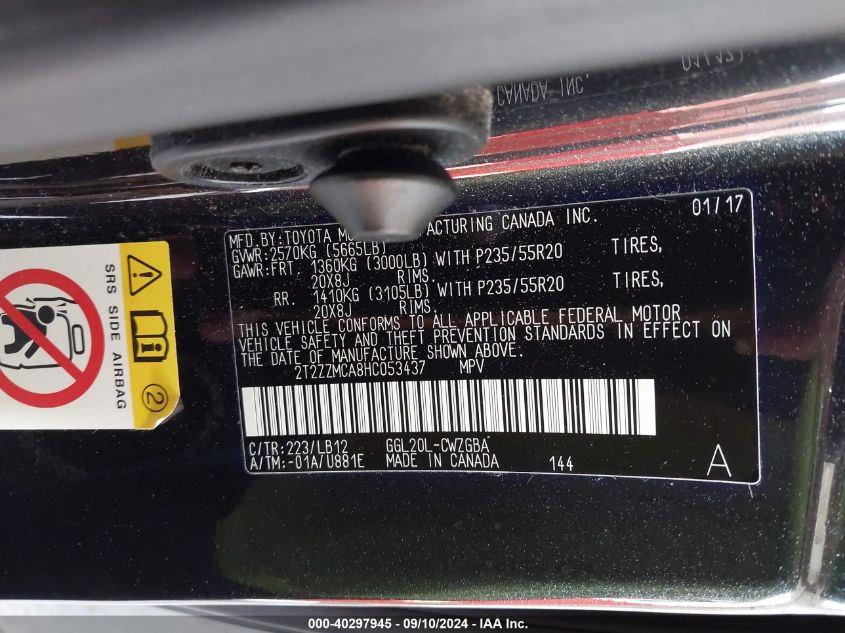 CANADA INC.
MFD.BY:TOYOTA MANUFACTURING CANADA INC. 01/17
GVWR:2570KG (5665LB)
GAWR:FRT. 1360KG (3000LB) WITH P235/55R20 TIRES,
20X8J RIMS.
RR. 1410KG (3105LB) WITH P235/55R20 TIRES,
20X8J RIMS.
THIS VEHICLE CONFORMS TO ALL APPLICABLE FEDERAL MOTOR
VEHICLE SAFETY AND THEFT PREVENTION STANDARDS IN EFFECT ON
THE DATE OF MANUFACTURE SHOWN ABOVE.
2T2ZZMCA8HC053437 MPV
C/TR:223/LB12 GGL20L-CWZGBA
A/TM:-01A/U881E MADE IN CANADA 144 A
SRS SIDE AIRBAG
2
000-40297945 - 09/10/2024 - IAA Inc.